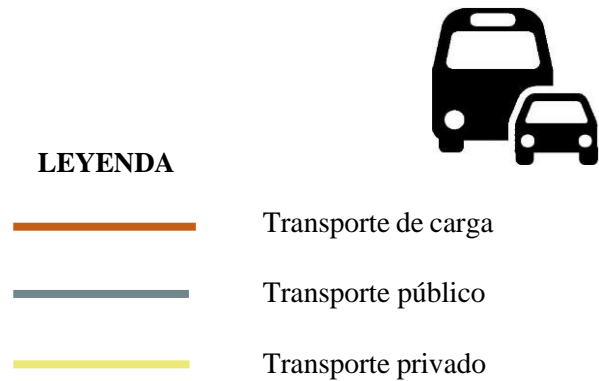 LEYENDA
Transporte de carga
Transporte público
Transporte privado